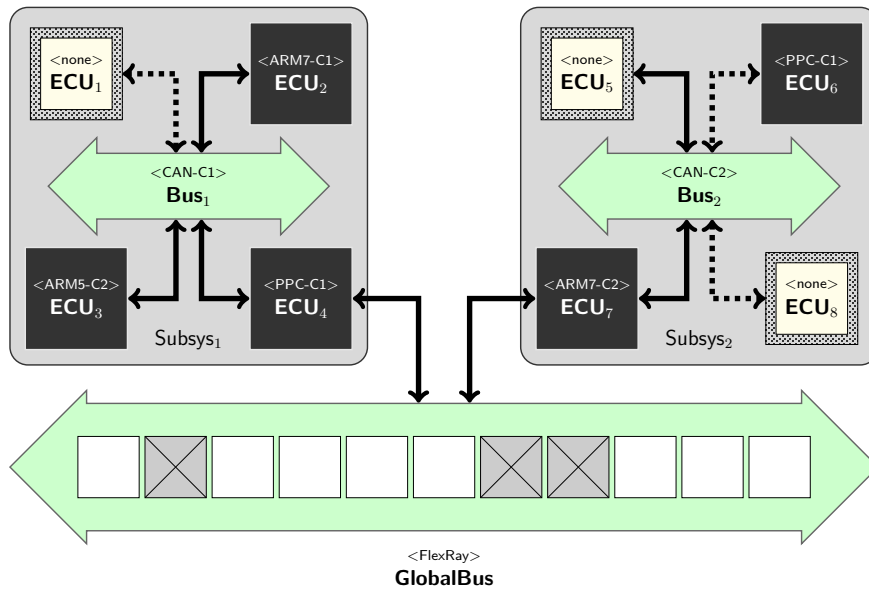 <none>
ECU₁
<ARM7-C1>
ECU₂
<CAN-C1>
Bus₁
<ARM5-C2>
ECU₃
<PPC-C1>
ECU₄
Subsys₁
<none>
ECU₅
<PPC-C1>
ECU₆
<CAN-C2>
Bus₂
<ARM7-C2>
ECU₇
<none>
ECU₈
Subsys₂
<FlexRay>
GlobalBus